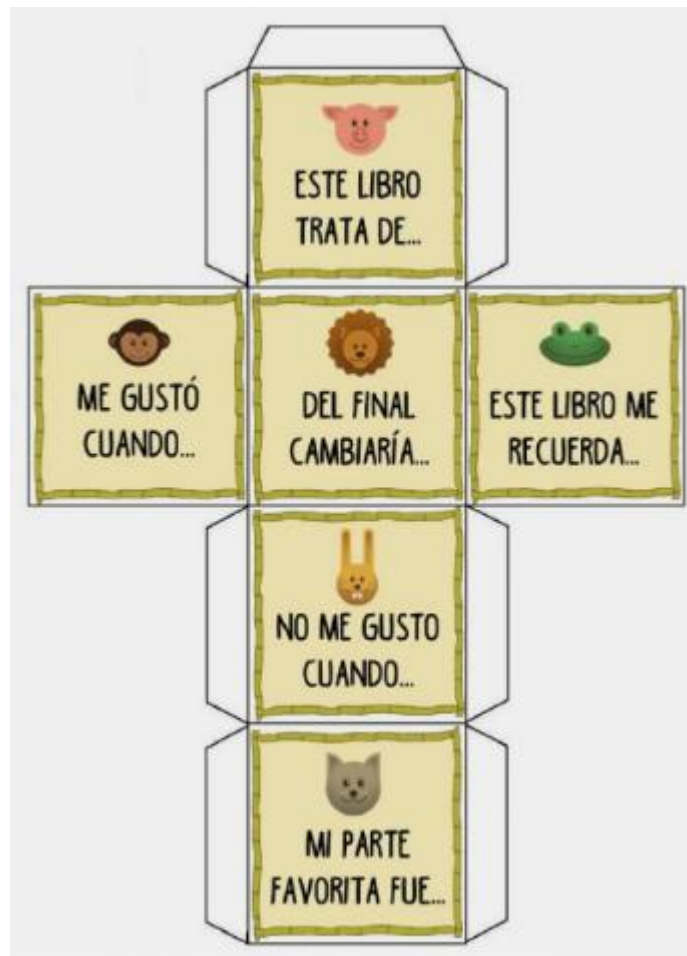 ESTE LIBRO
TRATA DE...
ME GUSTÓ
CUANDO...
DEL FINAL
CAMBIARÍA...
ESTE LIBRO ME
RECUERDA...
NO ME GUSTO
CUANDO...
MI PARTE
FAVORITA FUE...